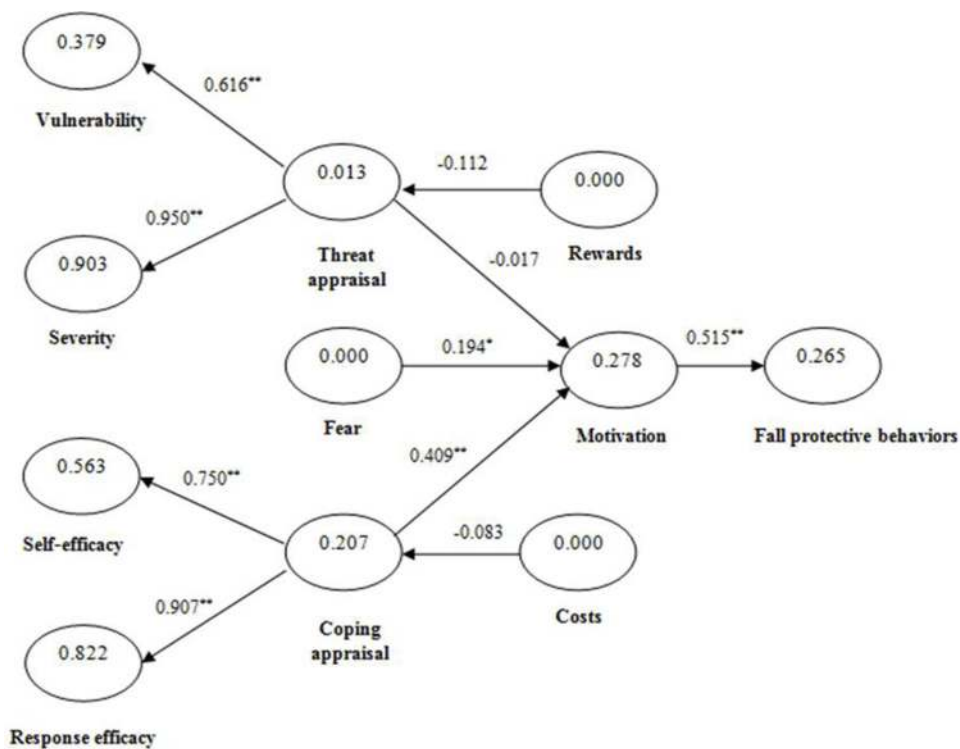 0.379
0.616**
Vulnerability
0.013
-0.112
0.000
0.950**
0.903
Threat
appraisal
Rewards
-0.017
Severity
0.000
0.194*
0.278
0.515**
0.265
Fear
Motivation
Fall protective behaviors
0.409**
0.563
0.750**
Self-efficacy
0.207
-0.083
0.000
0.907**
Costs
Coping
appraisal
0.822
Response efficacy